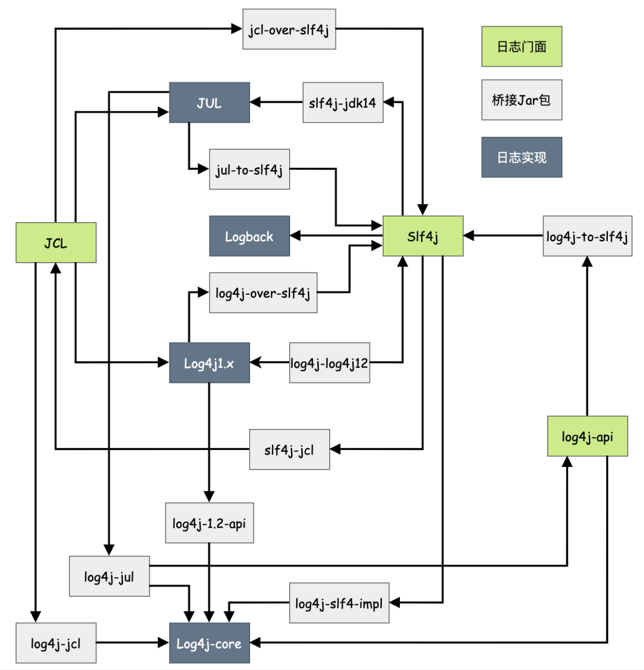 jcl-over-slf4j
日志门面
JUL
slf4j-jdk14
桥接Jar包
jul-to-slf4j
日志实现
JCL
Logback
Slf4j
log4j-to-slf4j
log4j-over-slf4j
Log4j1.x
log4j-log4j12
log4j-api
slf4j-jcl
log4j-1.2-api
log4j-jul
log4j-slf4-impl
log4j-jcl
Log4j-core